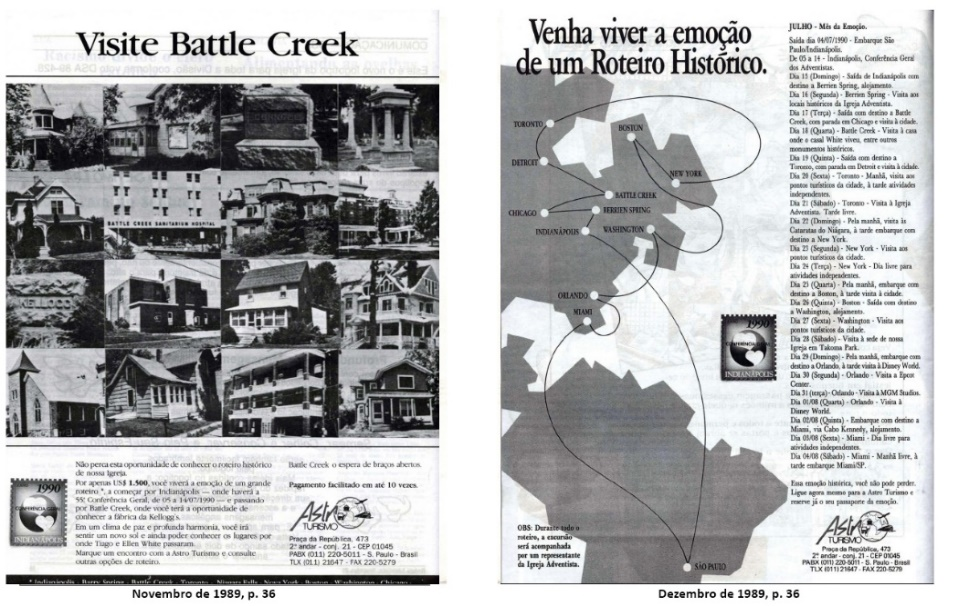 Visite Battle Creek
BATTLE CREEK SANITARIUM HOSPITAL
KELLOGG
1990
CONFERÊNCIA GERAL
INDIANÁPOLIS
Não perca esta oportunidade de conhecer o roteiro histórico
de nossa Igreja.
Por apenas US$ 1.500, você viverá a emoção de um grande
roteiro *, a começar por Indianápolis — onde haverá a
55ª Conferência Geral, de 05 a 14/07/1990 — e passando
por Battle Creek, onde você terá a oportunidade de
conhecer a fábrica da Kellogg's.
Em um clima de paz e profunda harmonia, você irá
sentir um novo sol e ainda poder conhecer os lugares por
onde Tiago e Ellen White passaram.
Marque um encontro com a Astro Turismo e consulte
outras opções de roteiro.
Battle Creek o espera de braços abertos.
Pagamento facilitado em até 10 vezes.
TURISMO
Praça da República, 473
2º andar - conj. 21 - CEP 01045
PABX (011) 220-5011 - S. Paulo - Brasil
TLX (011) 21647 - FAX 220-5279
* Indianápolis - Barry Spring - Battle Creek - Toronto - Niagara Falls - Nova York - Boston - Washington - Chicago -
Novembro de 1989, p. 36
Venha viver a emoção
de um Roteiro Histórico.
TORONTO
BOSTON
DETROIT
NEW YORK
BATTLE CREEK
CHICAGO
BERRIEN SPRING
INDIANÁPOLIS
WASHINGTON
ORLANDO
MIAMI
SÃO PAULO
OBS: Durante todo o
roteiro, a excursão
será acompanhada
por um representante
da Igreja Adventista.
1990
CONFERÊNCIA GERAL
INDIANÁPOLIS
JULHO - Mês da Emoção.
Saída dia 04/07/1990 - Embarque São
Paulo/Indianápolis.
De 05 a 14 - Indianápolis, Conferência Geral
dos Adventistas.
Dia 15 (Domingo) - Saída de Indianápolis com
destino a Berrien Spring, alojamento.
Dia 16 (Segunda) - Berrien Spring - Visita aos
locais históricos da Igreja Adventista.
Dia 17 (Terça) - Saída com destino a Battle
Creek, com parada em Chicago e visita à cidade.
Dia 18 (Quarta) - Battle Creek - Visita à casa
onde o casal White viveu, entre outros
monumentos históricos.
Dia 19 (Quinta) - Saída com destino a
Toronto, com parada em Detroit e visita à cidade.
Dia 20 (Sexta) - Toronto - Manhã, visita aos
pontos turísticos da cidade, à tarde atividades
independentes.
Dia 21 (Sábado) - Toronto - Visita à Igreja
Adventista. Tarde livre.
Dia 22 (Domingo) - Pela manhã, visita às
Cataratas do Niágara, à tarde embarque com
destino a New York.
Dia 23 (Segunda) - New York - Visita aos
pontos turísticos da cidade.
Dia 24 (Terça) - New York - Dia livre para
atividades independentes.
Dia 25 (Quarta) - Pela manhã, embarque com
destino a Boston, à tarde visita à cidade.
Dia 26 (Quinta) - Boston - Saída com destino
a Washington, alojamento.
Dia 27 (Sexta) - Washington - Visita aos
pontos turísticos da cidade.
Dia 28 (Sábado) - Visita à sede de nossa
Igreja em Takoma Park.
Dia 29 (Domingo) - Pela manhã, embarque com
destino a Orlando, à tarde visita à Disney World.
Dia 30 (Segunda) - Orlando - Visita a Epcot
Center.
Dia 31 (terça) - Orlando - Visita à MGM Studios.
Dia 01/08 (Quarta) - Orlando - Visita à
Disney World.
Dia 02/08 (Quinta) - Embarque com destino a
Miami, via Cabo Kennedy, alojamento.
Dia 03/08 (Sexta) - Miami - Dia livre para
atividades independentes.
Dia 04/08 (Sábado) - Miami - Manhã livre, à
tarde embarque Miami/SP.
Essa emoção histórica, você não pode perder.
Ligue agora mesmo para a Astro Turismo e
reserve já o seu passaporte da emoção.
TURISMO
Praça da República, 473
2º andar - conj. 21 - CEP 01045
PABX (011) 220-5011 - S. Paulo - Brasil
TLX (011) 21647 - FAX 220-5279
Dezembro de 1989, p. 36